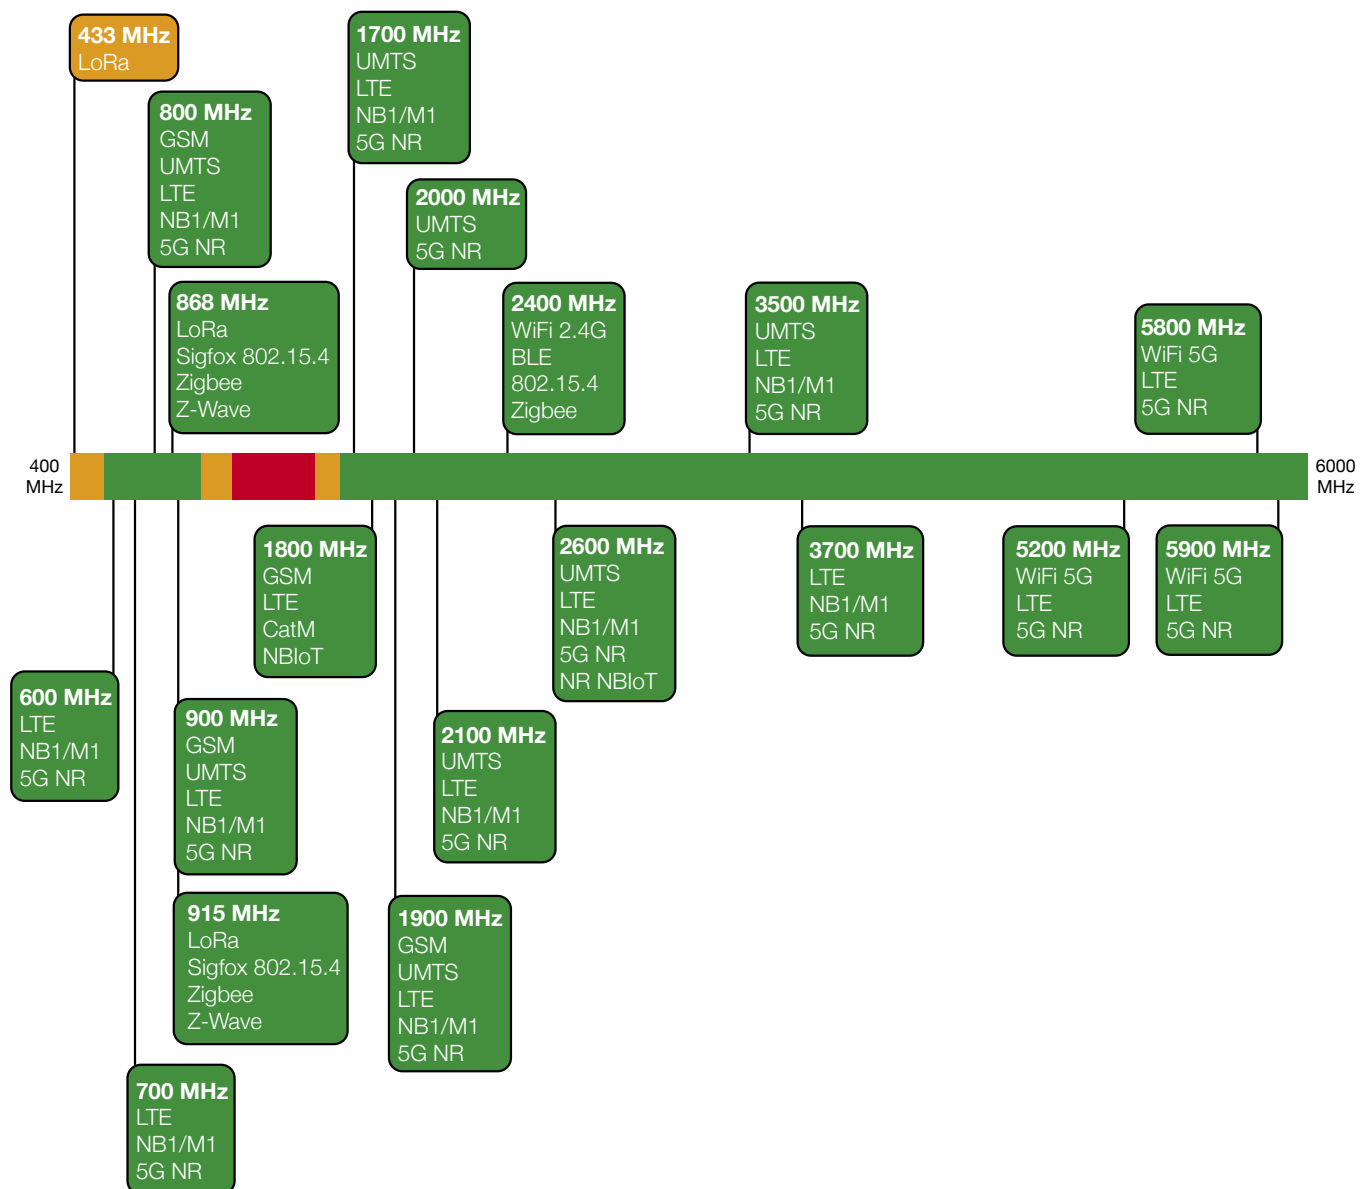 433 MHz
LoRa
1700 MHz
UMTS
LTE
NB1/M1
5G NR
800 MHz
GSM
UMTS
LTE
NB1/M1
5G NR
2000 MHz
UMTS
5G NR
868 MHz
LoRa
Sigfox 802.15.4
Zigbee
Z-Wave
2400 MHz
WiFi 2.4G
BLE
802.15.4
Zigbee
3500 MHz
UMTS
LTE
NB1/M1
5G NR
5800 MHz
WiFi 5G
LTE
5G NR
400
MHz
6000
MHz
1800 MHz
GSM
LTE
CatM
NBIoT
2600 MHz
UMTS
LTE
NB1/M1
5G NR
NR NBIoT
3700 MHz
LTE
NB1/M1
5G NR
5200 MHz
WiFi 5G
LTE
5G NR
5900 MHz
WiFi 5G
LTE
5G NR
600 MHz
LTE
NB1/M1
5G NR
900 MHz
GSM
UMTS
LTE
NB1/M1
5G NR
2100 MHz
UMTS
LTE
NB1/M1
5G NR
915 MHz
LoRa
Sigfox 802.15.4
Zigbee
Z-Wave
1900 MHz
GSM
UMTS
LTE
NB1/M1
5G NR
700 MHz
LTE
NB1/M1
5G NR